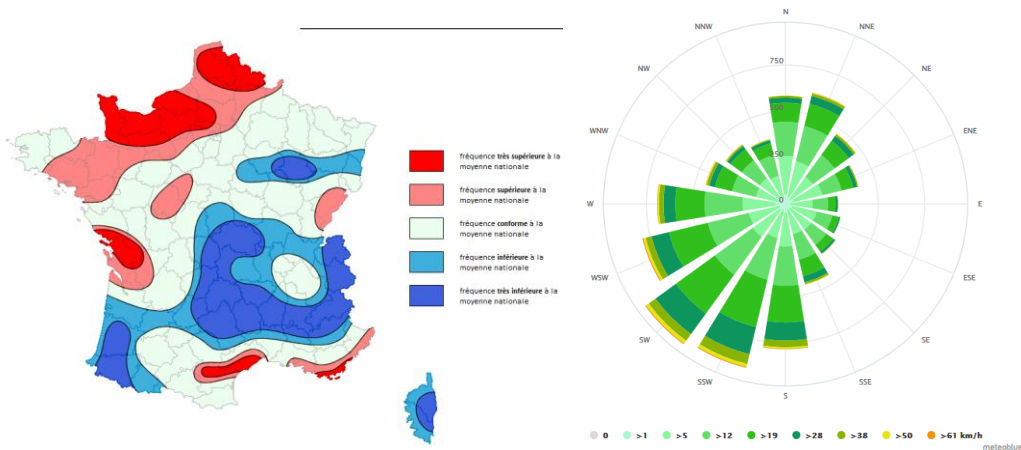 fréquence très supérieure à la
moyenne nationale
fréquence supérieure à la
moyenne nationale
fréquence conforme à la
moyenne nationale
fréquence inférieure à la
moyenne nationale
fréquence très inférieure à la
moyenne nationale
N
NNE
NE
ENE
E
ESE
SE
SSE
S
SSW
SW
WSW
W
WNW
NW
NNW
750
500
250
0
0 >1 >5 >12 >19 >28 >38 >50 >61 km/h
meteoblue